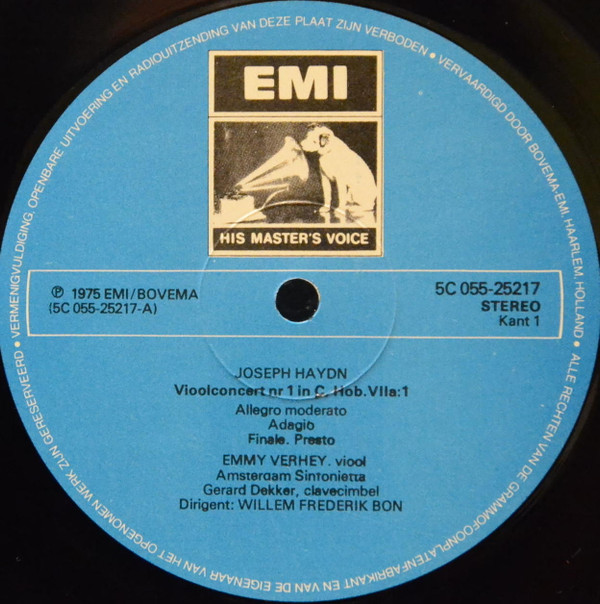 EMI
HIS MASTER'S VOICE
℗ 1975 EMI/BOVEMA
(5C 055-25217-A)
5C 055-25217
STEREO
Kant 1
JOSEPH HAYDN
Vioolconcert nr 1 in C, Hob.VIIa:1
Allegro moderato
Adagio
Finale. Presto
EMMY VERHEY. viool
Amsterdam Sinfonietta
Gerard Dekker, clavecimbel
Dirigent: WILLEM FREDERIK BON
VERVAARDIGD DOOR BOVEMA-EMI, HAARLEM, HOLLAND • ALLE RECHTEN VAN DE GRAMMOFOONPLATENFABRIKANT EN VAN DE EIGENAAR VAN HET OPGENOMEN WERK ZIJN GERESERVEERD • VERMENIGVULDIGING, OPENBARE UITVOERING EN RADIOUITZENDING VAN DEZE PLAAT ZIJN VERBODEN •